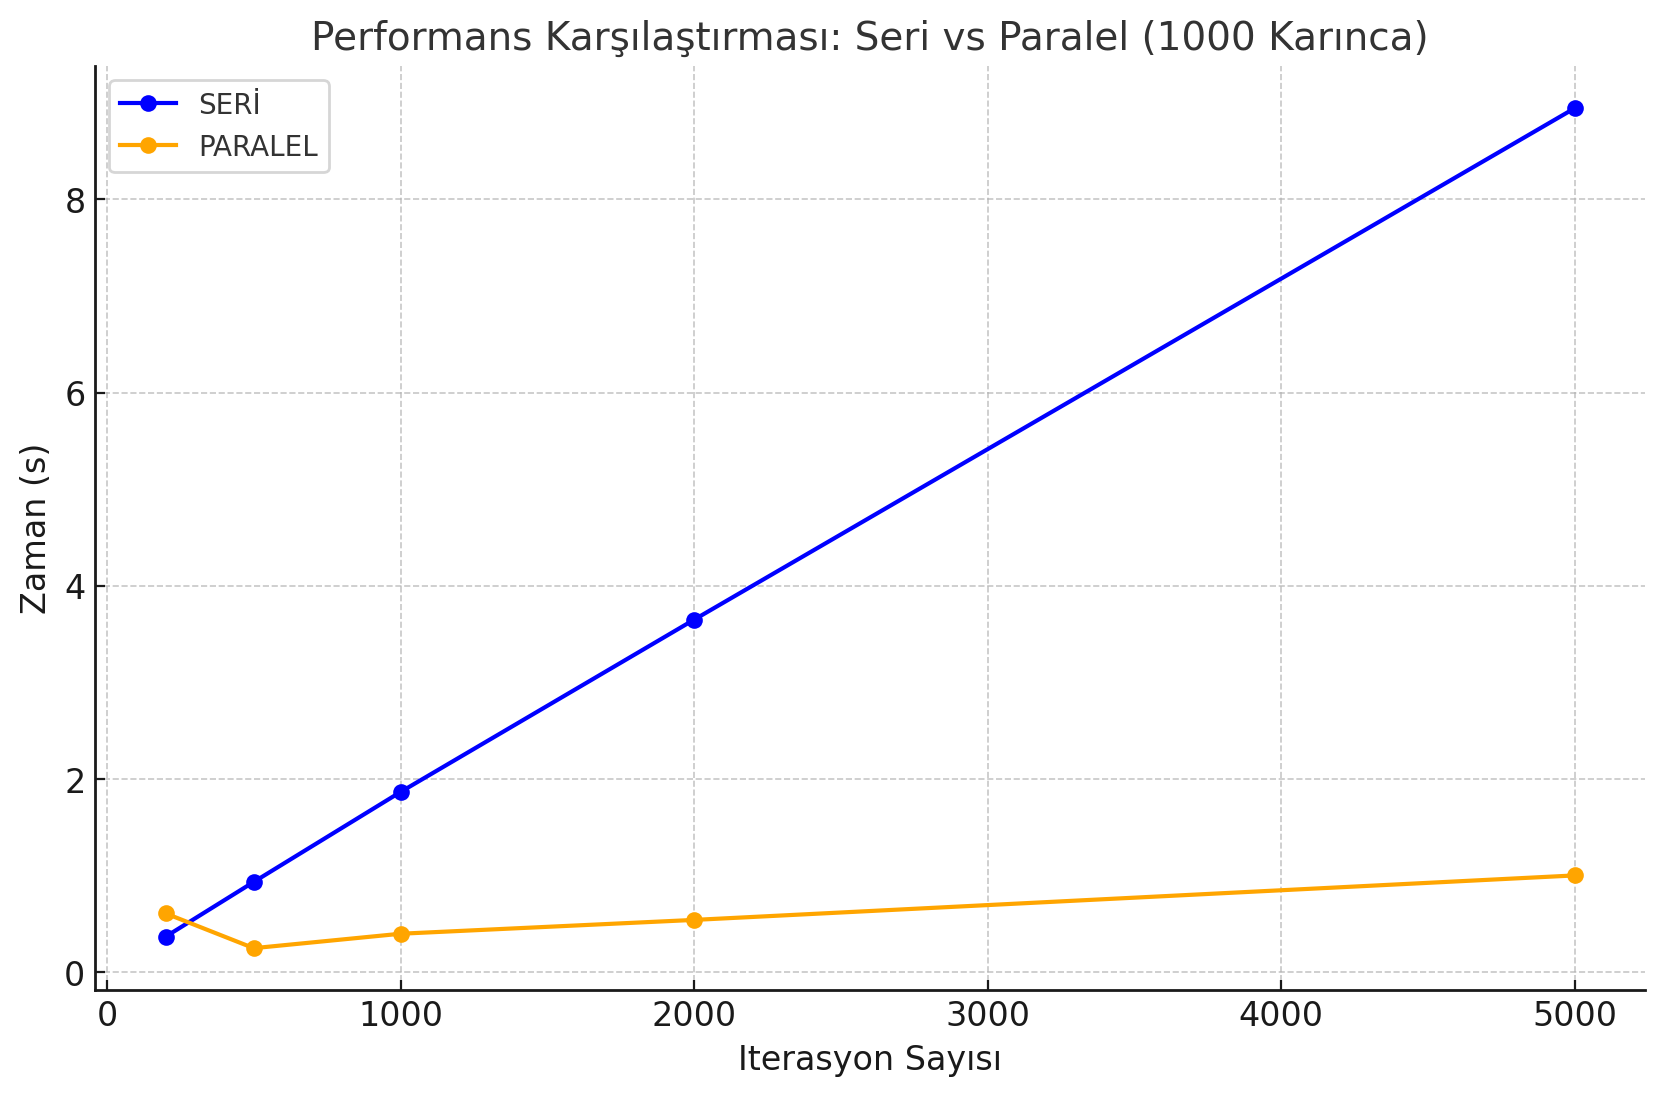 Performans Karşılaştırması: Seri vs Paralel (1000 Karınca)
SERİ
PARALEL
8
6
4
2
0
Zaman (s)
0 1000 2000 3000 4000 5000
Iterasyon Sayısı